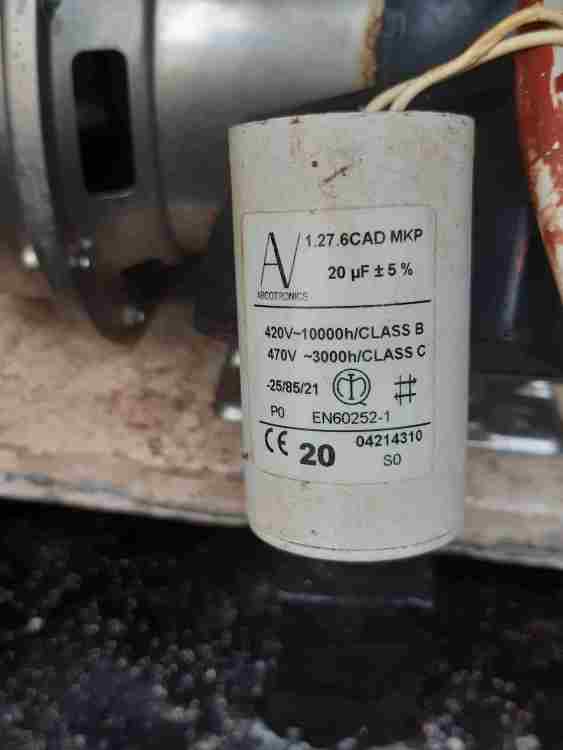 1.27.6CAD MKP
20 µF ± 5 %
AV
ARCOTRONICS
420V~10000h/CLASS B
470V ~3000h/CLASS C
-25/85/21
P0 EN60252-1
CE 20 04214310
S0